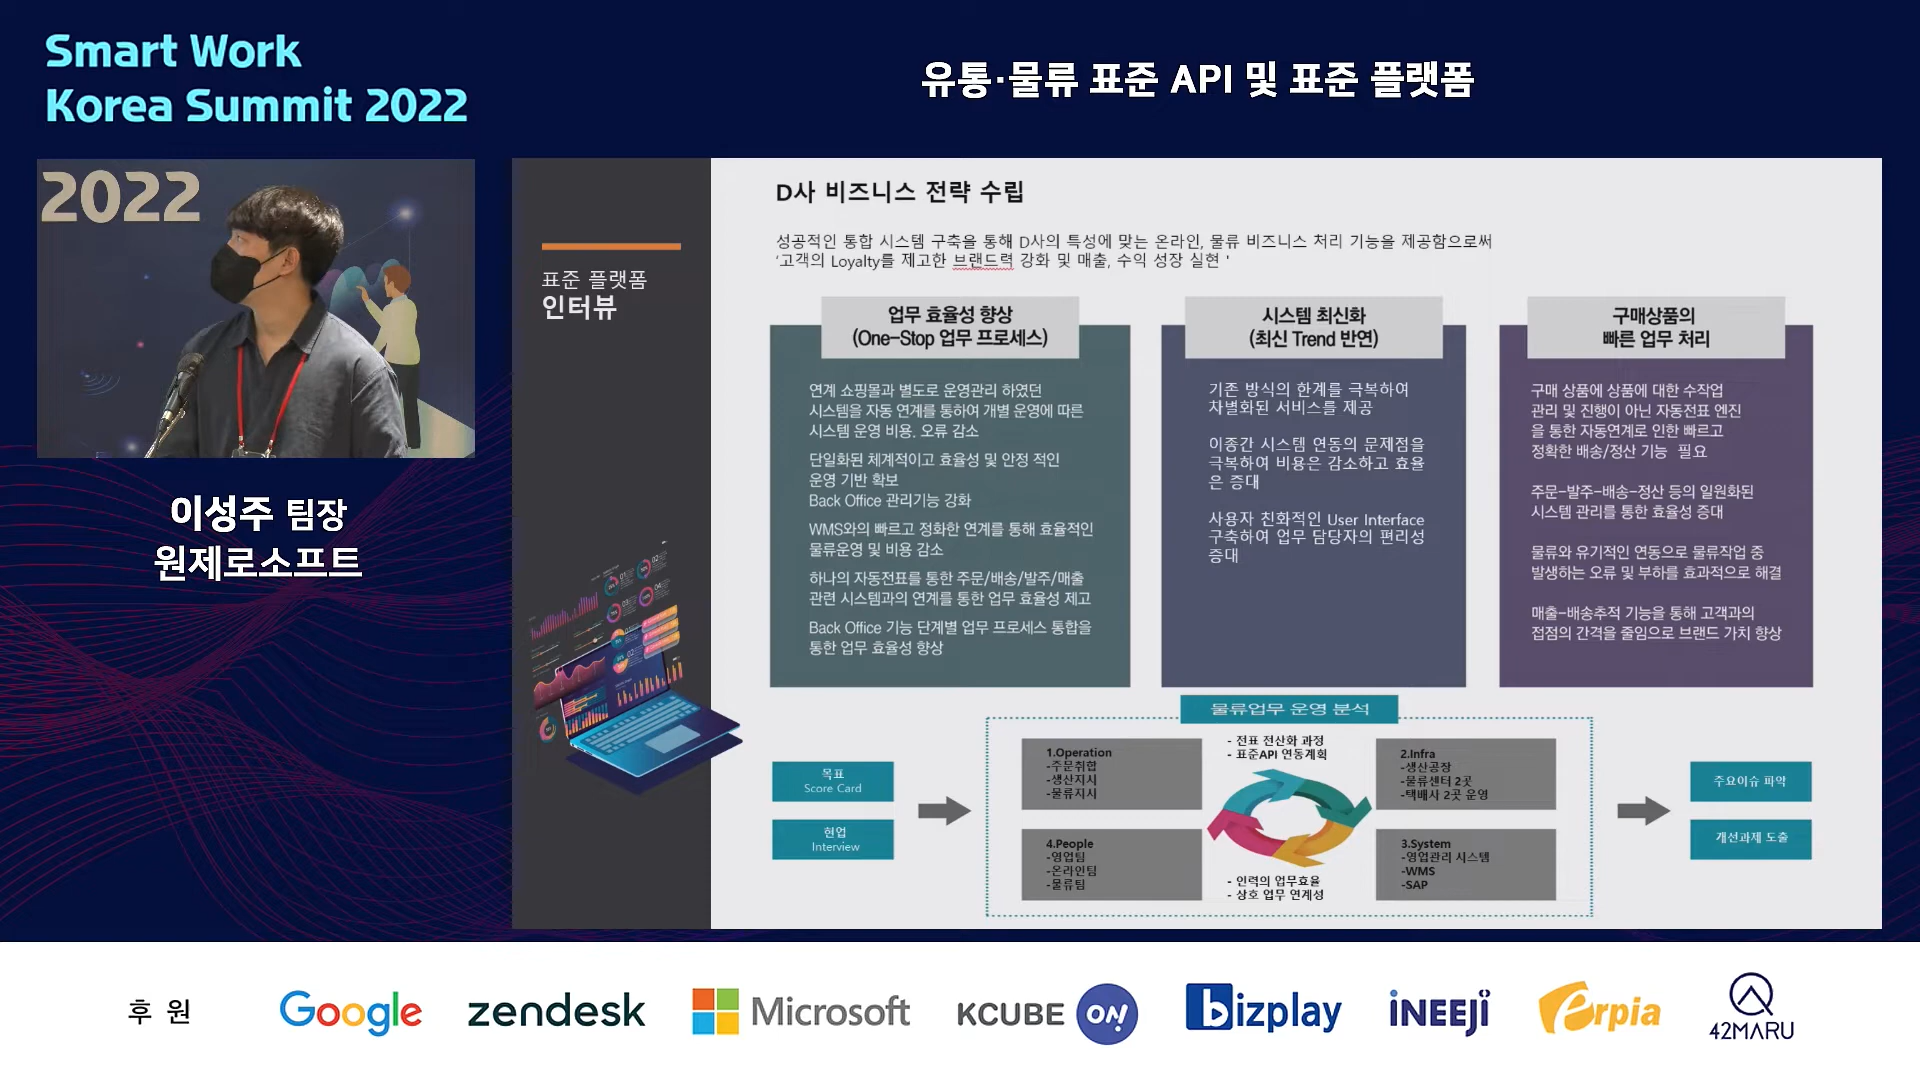 Smart Work
Korea Summit 2022
유통·물류 표준 API 및 표준 플랫폼
2022
이성주 팀장
원제로소프트
표준 플랫폼
인터뷰
D사 비즈니스 전략 수립
성공적인 통합 시스템 구축을 통해 D사의 특성에 맞는 온라인, 물류 비즈니스 처리 기능을 제공함으로써
‘고객의 Loyalty를 제고한 브랜드력 강화 및 매출, 수익 성장 실현 '
업무 효율성 향상
(One-Stop 업무 프로세스)
연계 쇼핑몰과 별도로 운영관리 하였던
시스템을 자동 연계를 통하여 개별 운영에 따른
시스템 운영 비용. 오류 감소
단일화된 체계적이고 효율성 및 안정 적인
운영 기반 확보
Back Office 관리기능 강화
WMS와의 빠르고 정확한 연계를 통해 효율적인
물류운영 및 비용 감소
하나의 자동전표를 통한 주문/배송/발주/매출
관련 시스템과의 연계를 통한 업무 효율성 제고
Back Office 기능 단계별 업무 프로세스 통합을
통한 업무 효율성 향상
시스템 최신화
(최신 Trend 반연)
기존 방식의 한계를 극복하여
차별화된 서비스를 제공
이종간 시스템 연동의 문제점을
극복하여 비용은 감소하고 효율
은 증대
사용자 친화적인 User Interface
구축하여 업무 담당자의 편리성
증대
구매상품의
빠른 업무 처리
구매 상품에 상품에 대한 수작업
관리 및 진행이 아닌 자동전표 엔진
을 통한 자동연계로 인한 빠르고
정확한 배송/정산 기능 필요
주문-발주-배송-정산 등의 일원화된
시스템 관리를 통한 효율성 증대
물류와 유기적인 연동으로 물류작업 중
발생하는 오류 및 부하를 효과적으로 해결
매출-배송추적 기능을 통해 고객과의
접점의 간격을 줄임으로 브랜드 가치 향상
물류업무 운영 분석
목표
Score Card
현업
Interview
1.Operation
-주문취합
-생산지시
-물류지시
- 전표 전산화 과정
- 표준API 연동계획
2.Infra
-생산공장
-물류센터 2곳
-택배사 2곳 운영
4.People
-영업팀
-온라인팀
-물류팀
- 인력의 업무효율
- 상호 업무 연계성
3.System
-영업관리 시스템
-WMS
-SAP
주요이슈 파악
개선과제 도출
후 원
Google
zendesk
Microsoft
KCUBE ON!
bizplay
iNEEJi
erpia
42MARU